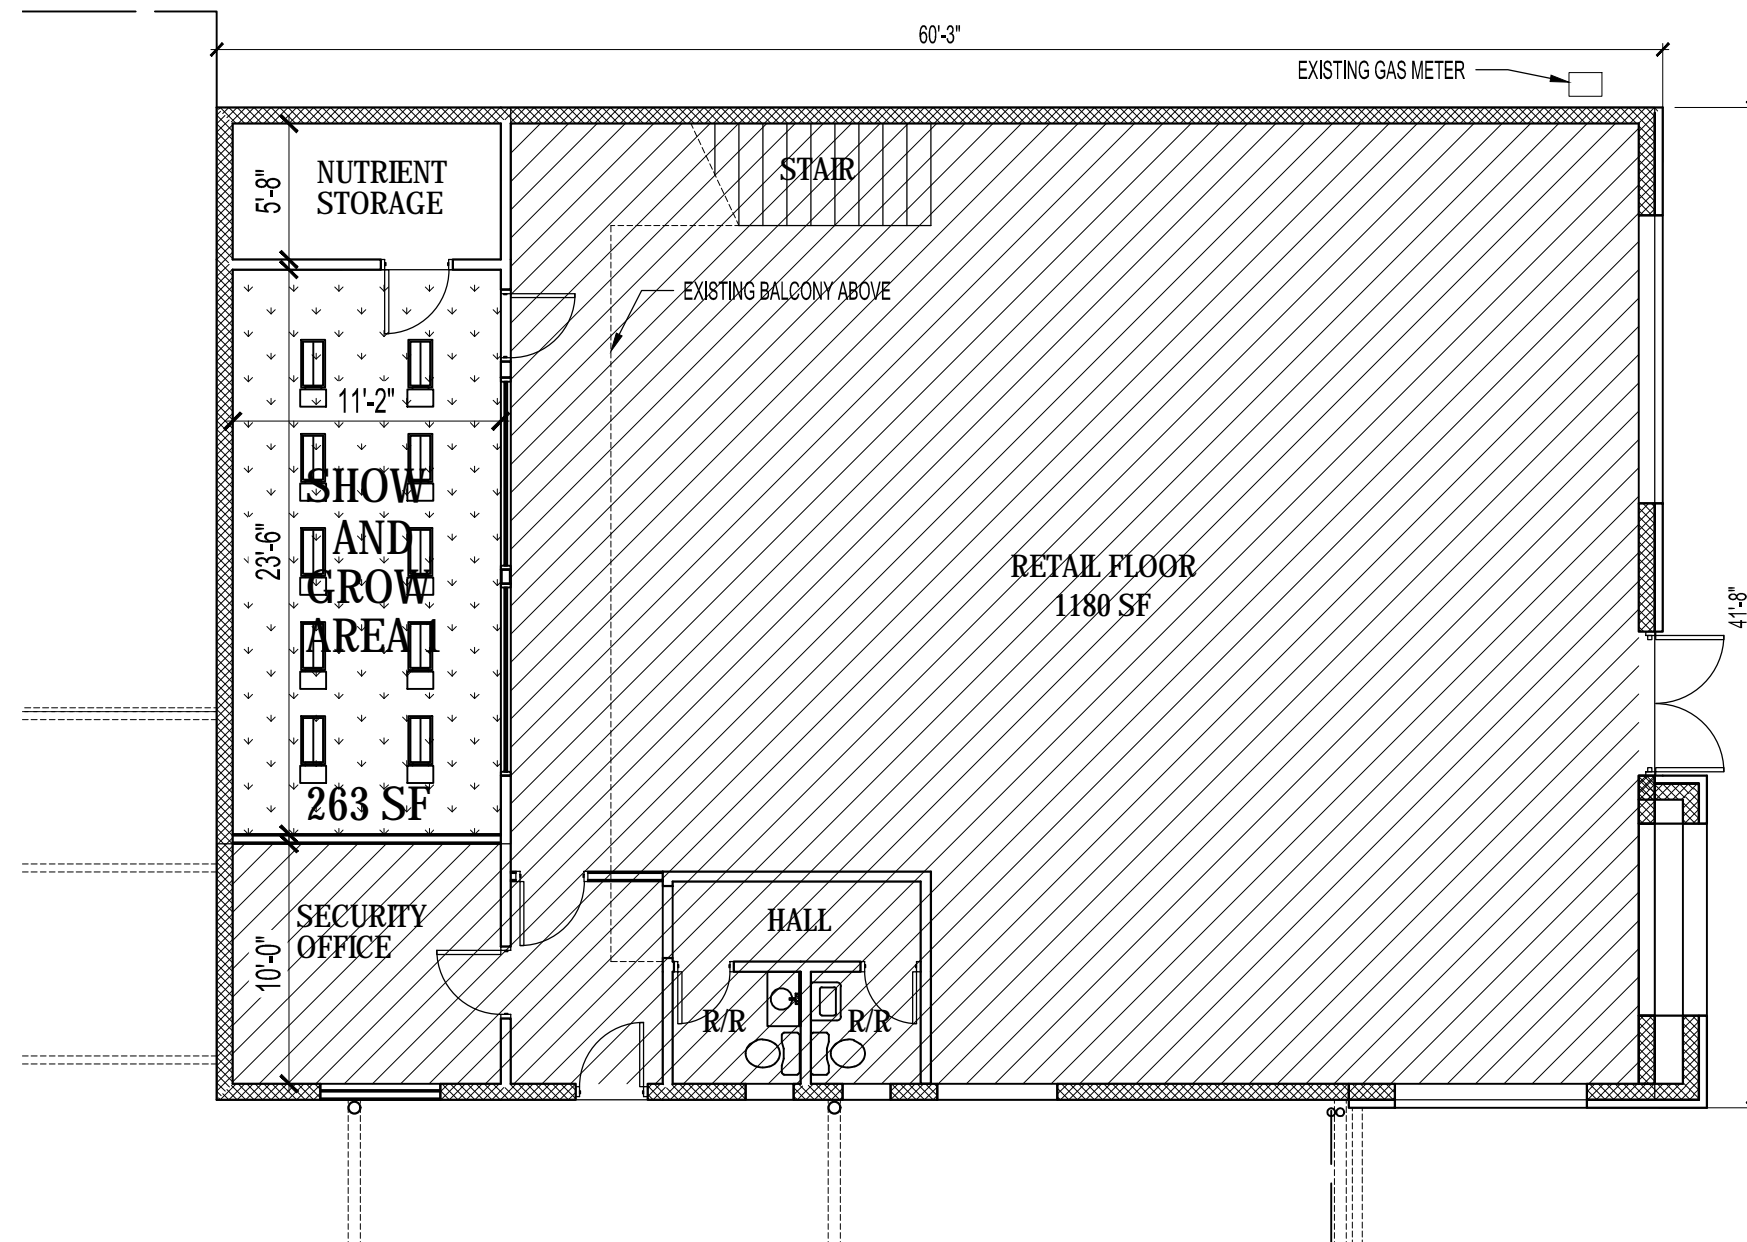 60'-3"
EXISTING GAS METER
NUTRIENT
STORAGE
5'-8"
STAIR
EXISTING BALCONY ABOVE
11'-2"
SHOW
AND
GROW
AREA 1
23'-6"
263 SF
RETAIL FLOOR
1180 SF
41'-8"
SECURITY
OFFICE
10'-0"
HALL
R/R
R/R